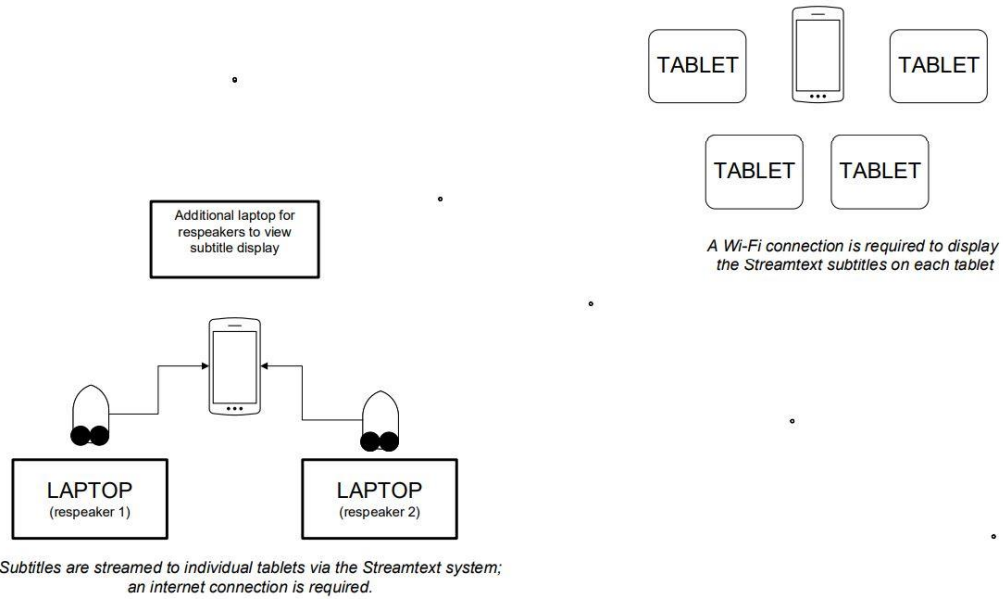 TABLET
TABLET
TABLET
TABLET
A Wi-Fi connection is required to display
the Streamtext subtitles on each tablet
Additional laptop for
respeakers to view
subtitle display
LAPTOP
(respeaker 1)
LAPTOP
(respeaker 2)
Subtitles are streamed to individual tablets via the Streamtext system;
an internet connection is required.